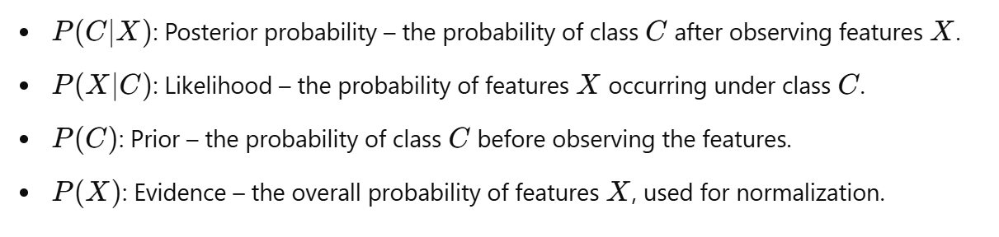 • P(C|X): Posterior probability – the probability of class C after observing features X.
• P(X|C): Likelihood – the probability of features X occurring under class C.
• P(C): Prior – the probability of class C before observing the features.
• P(X): Evidence – the overall probability of features X, used for normalization.